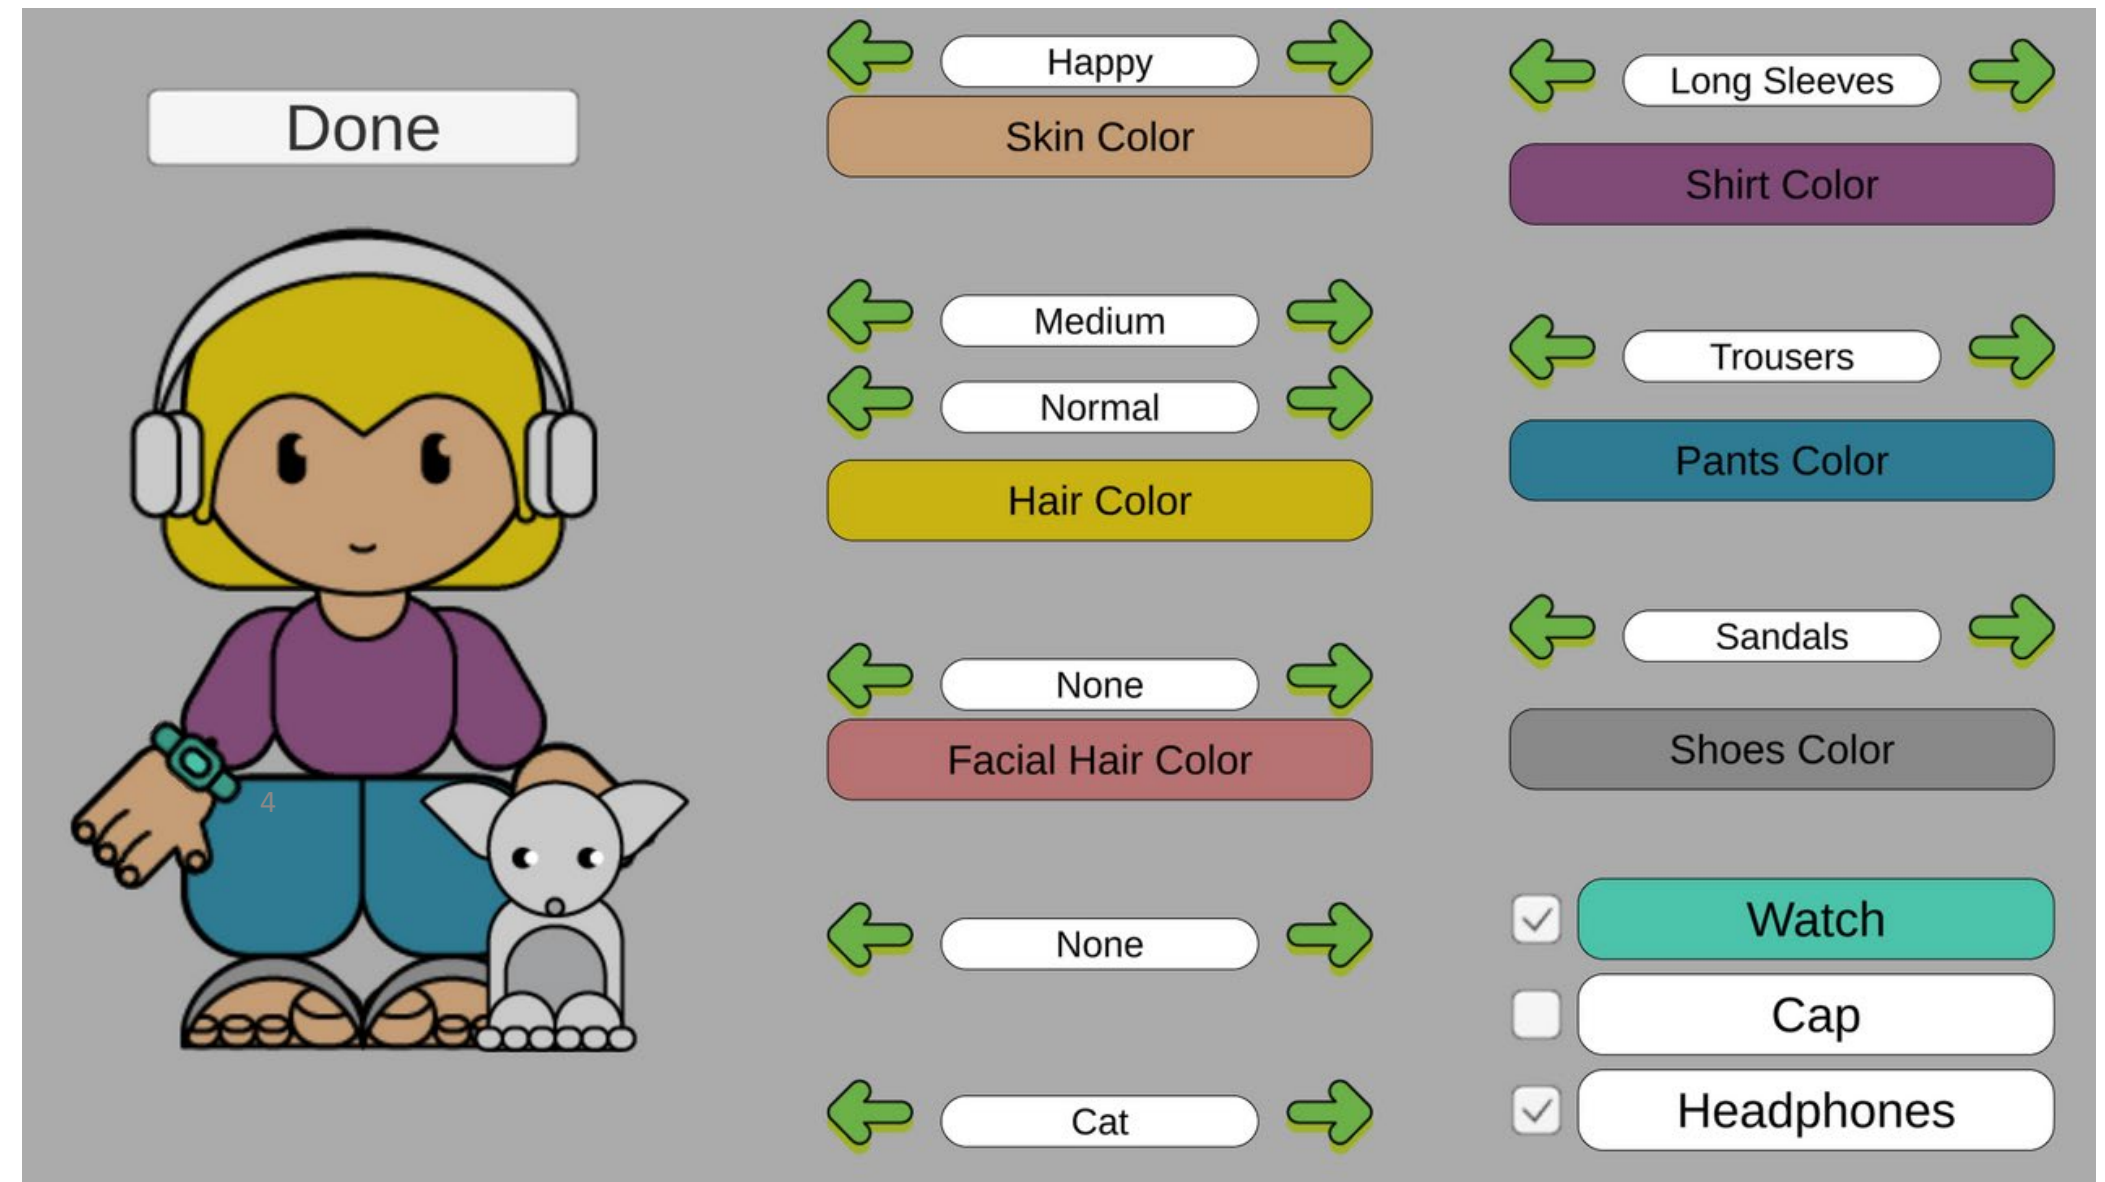 Done
4
Happy
Skin Color
Medium
Normal
Hair Color
None
Facial Hair Color
None
Cat
Long Sleeves
Shirt Color
Trousers
Pants Color
Sandals
Shoes Color
Watch
Cap
Headphones